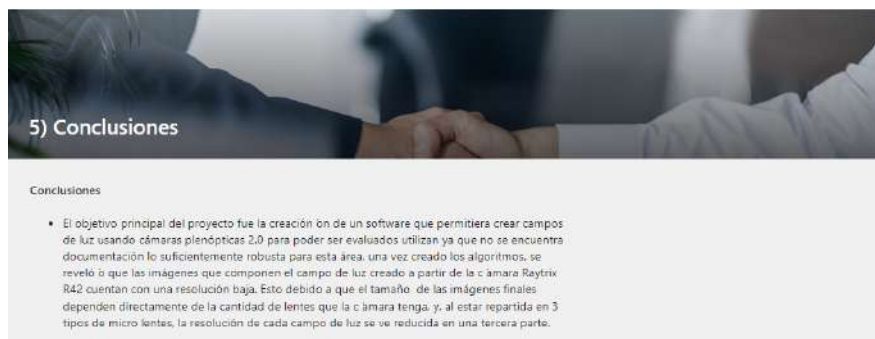 5) Conclusiones
Conclusiones
• El objetivo principal del proyecto fue la creación òn de un software que permitiera crear campos
de luz usando cámaras plenópticas 2.0 para poder ser evaluados utilizan ya que no se encuentra
documentación lo suficientemente robusta para esta área. una vez creado los algoritmos, se
reveló ò que las imágenes que componen el campo de luz creado a partir de la c àmara Raytrix
R42 cuentan con una resolución baja. Esto debido a que el tamaño de las imágenes finales
dependen directamente de la cantidad de lentes que la c àmara tenga. y, al estar repartida en 3
tipos de micro lentes, la resolución de cada campo de luz se ve reducida en una tercera parte.